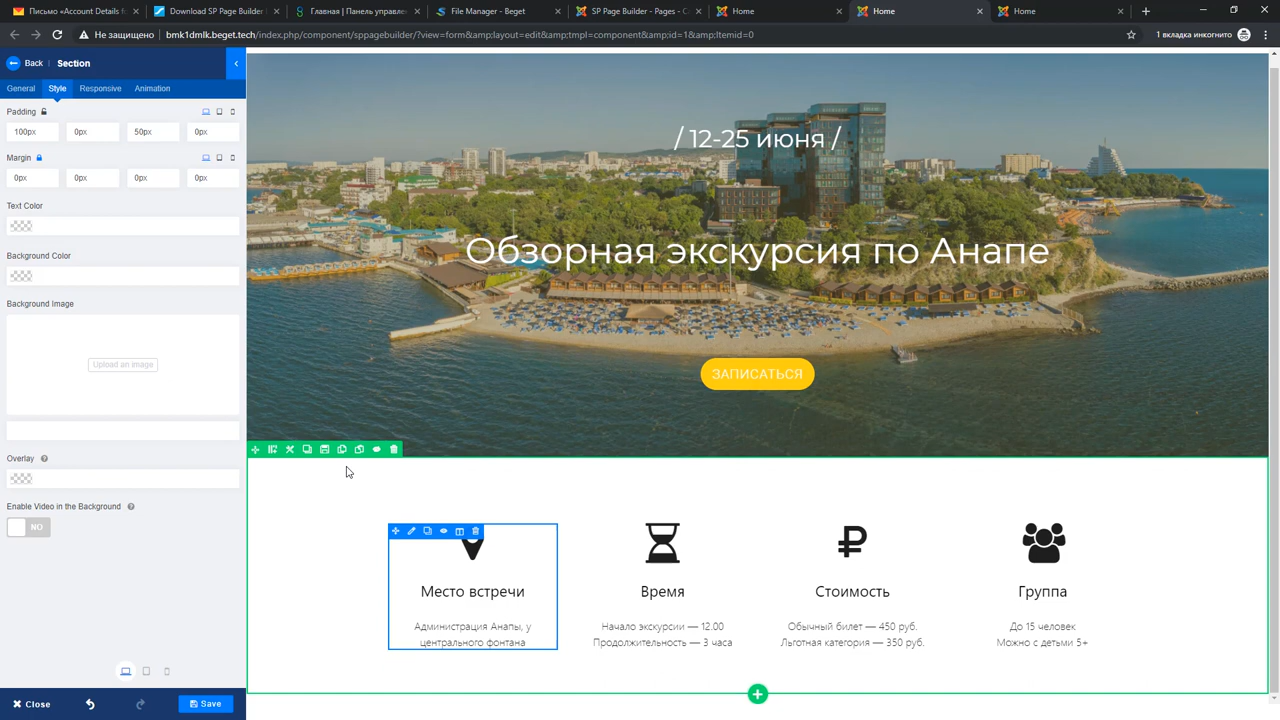 Письмо «Account Details fo
Download SP Page Builder
Главная | Панель управле
File Manager - Beget
SP Page Builder - Pages - C
Home
Home
Home
Не защищено
bmk1dmlk.beget.tech/index.php/component/sppagebuilder/?view=form&amp;layout=edit&amp;tmpl=component&amp;id=1&amp;Itemid=0
1 вкладка инкогнито
Back
Section
General
Style
Responsive
Animation
Padding
100px
0px
50px
0px
Margin
0px
0px
0px
0px
Text Color
Background Color
Background Image
Upload an image
Overlay
Enable Video in the Background
NO
Close
Save
/ 12-25 июня /
Обзорная экскурсия по Анапе
ЗАПИСАТЬСЯ
Место встречи
Администрация Анапы, у
центрального фонтана
Время
Начало экскурсии — 12.00
Продолжительность — 3 часа
Стоимость
Обычный билет — 450 руб.
Льготная категория — 350 руб.
Группа
До 15 человек
Можно с детьми 5+